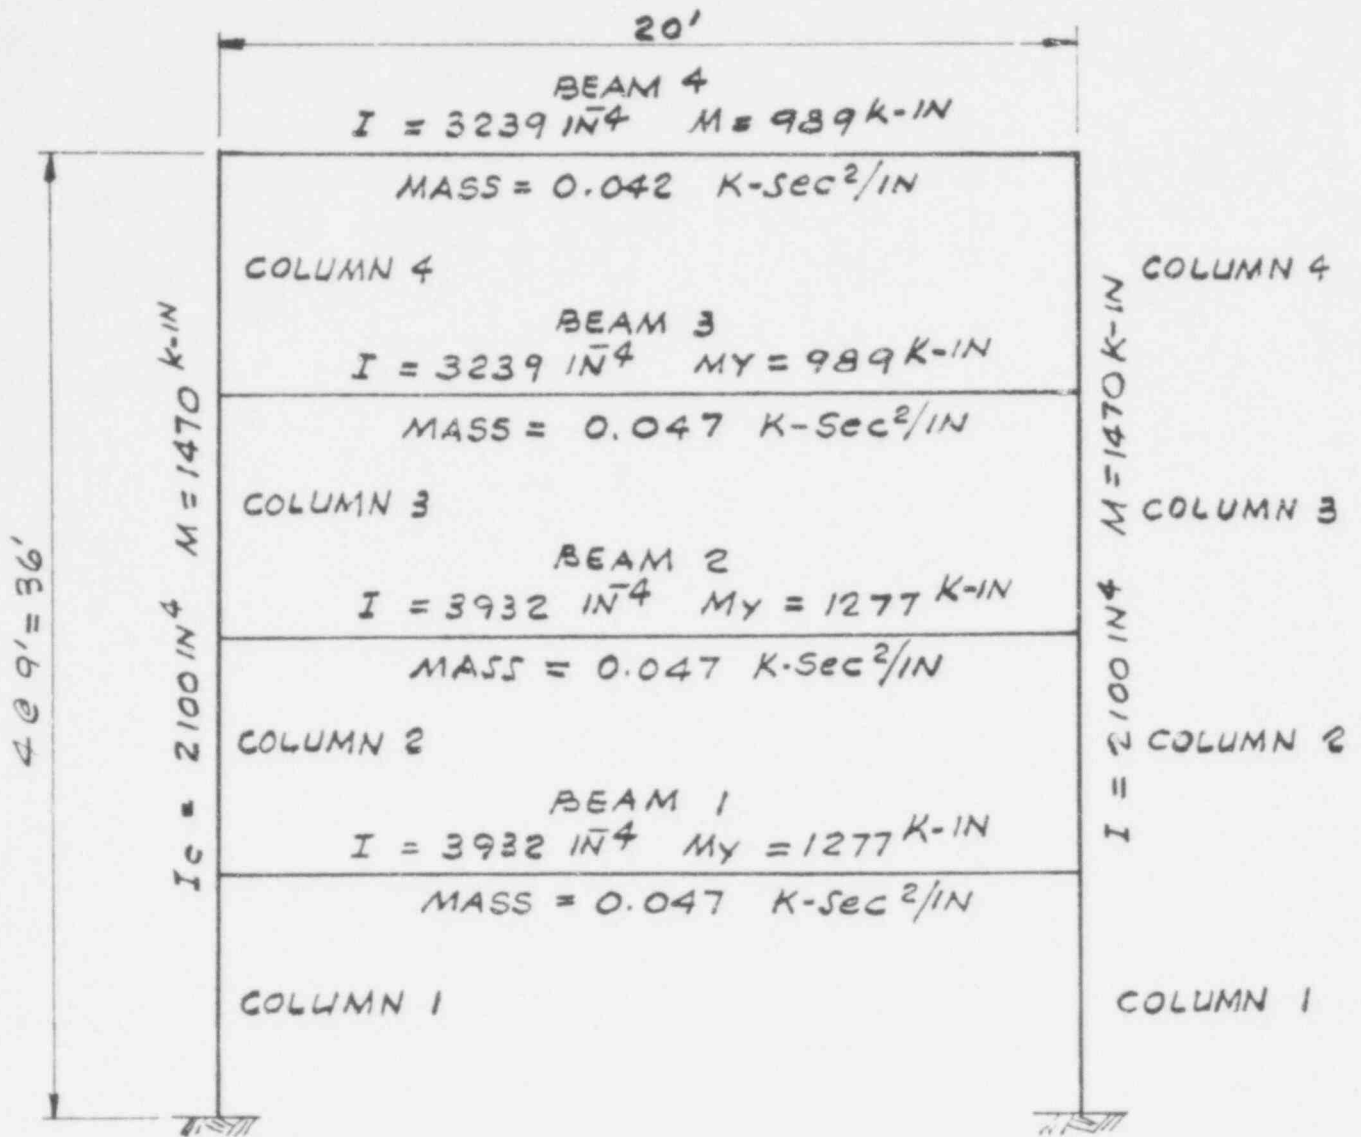 20'
BEAM 4
I = 3239 IN⁴ M = 989 K-IN
MASS = 0.042 K-Sec²/IN
COLUMN 4
COLUMN 4
BEAM 3
I = 3239 IN⁴ MY = 989 K-IN
MASS = 0.047 K-Sec²/IN
COLUMN 3
COLUMN 3
BEAM 2
I = 3932 IN⁴ My = 1277 K-IN
MASS = 0.047 K-Sec²/IN
COLUMN 2
COLUMN 2
BEAM 1
I = 3932 IN⁴ My = 1277 K-IN
MASS = 0.047 K-Sec²/IN
COLUMN 1
COLUMN 1
4 @ 9' = 36'
Ic = 2100 IN⁴ M = 1470 K-IN
I = 2100 IN⁴ M = 1470 K-IN